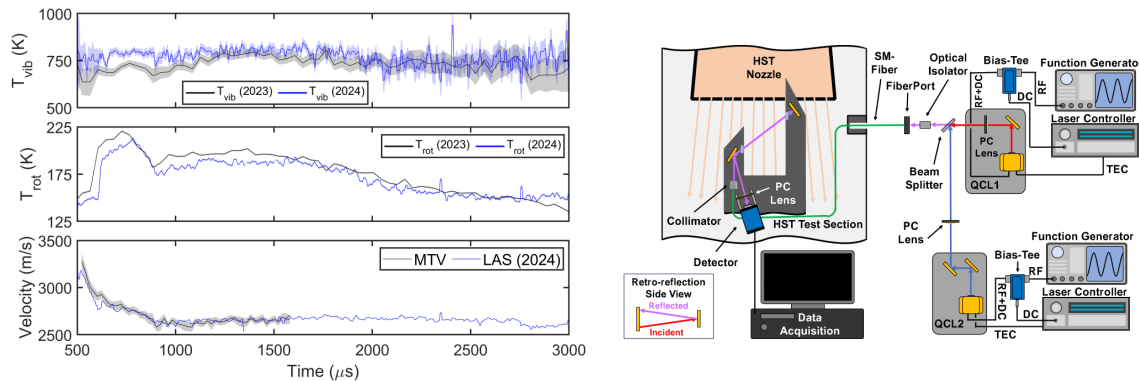 1000
750
500
T_vib (K)
T_vib (2023)
T_vib (2024)
225
175
125
T_rot (K)
T_rot (2023)
T_rot (2024)
3500
3000
2500
Velocity (m/s)
MTV
LAS (2024)
500
1000
1500
2000
2500
3000
Time (μs)
HST
Nozzle
SM-
Fiber
FiberPort
Optical
Isolator
RF+DC
Bias-Tee
RF
DC
Function Generato
Laser Controller
PC
Lens
QCL1
TEC
Beam
Splitter
PC
Lens
Collimator
HST Test Section
Detector
PC
Lens
Retro-reflection
Side View
Reflected
Incident
Data
Acquisition
QCL2
RF+DC
Bias-Tee
RF
DC
TEC
Function Generator
Laser Controller